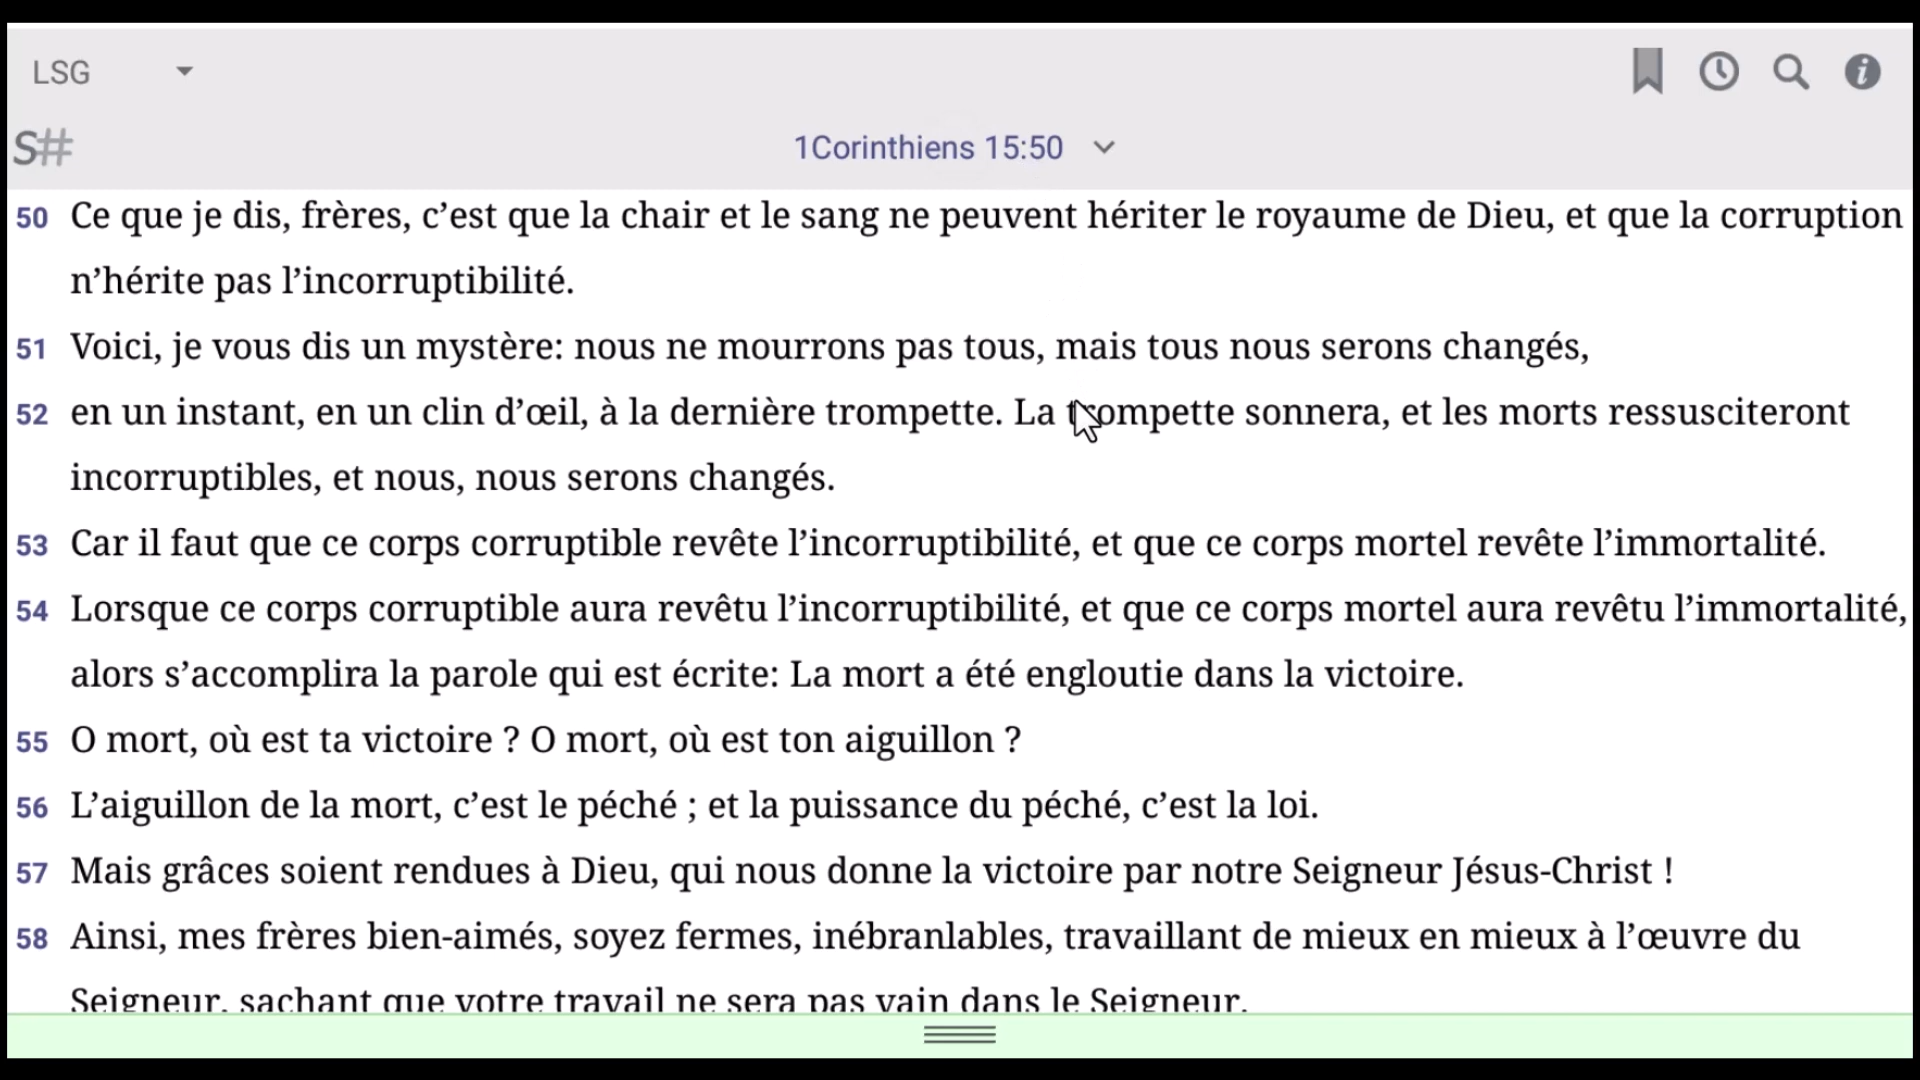 LSG
S#
1Corinthiens 15:50
50 Ce que je dis, frères, c’est que la chair et le sang ne peuvent hériter le royaume de Dieu, et que la corruption
n’hérite pas l’incorruptibilité.
51 Voici, je vous dis un mystère: nous ne mourrons pas tous, mais tous nous serons changés,
52 en un instant, en un clin d’œil, à la dernière trompette. La trompette sonnera, et les morts ressusciteront
incorruptibles, et nous, nous serons changés.
53 Car il faut que ce corps corruptible revête l’incorruptibilité, et que ce corps mortel revête l’immortalité.
54 Lorsque ce corps corruptible aura revêtu l’incorruptibilité, et que ce corps mortel aura revêtu l’immortalité,
alors s’accomplira la parole qui est écrite: La mort a été engloutie dans la victoire.
55 O mort, où est ta victoire ? O mort, où est ton aiguillon ?
56 L’aiguillon de la mort, c’est le péché ; et la puissance du péché, c’est la loi.
57 Mais grâces soient rendues à Dieu, qui nous donne la victoire par notre Seigneur Jésus-Christ !
58 Ainsi, mes frères bien-aimés, soyez fermes, inébranlables, travaillant de mieux en mieux à l’œuvre du
Seigneur, sachant que votre travail ne sera pas vain dans le Seigneur.